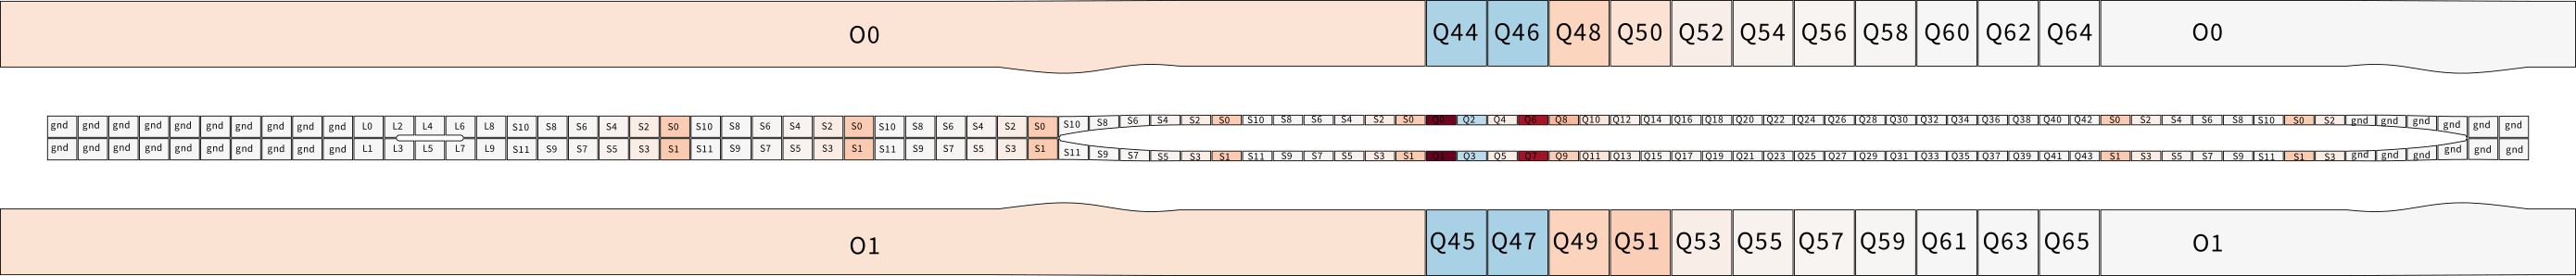 O0 Q44 Q46 Q48 Q50 Q52 Q54 Q56 Q58 Q60 Q62 Q64 O0
gnd gnd gnd gnd gnd gnd gnd gnd gnd gnd L0 L2 L4 L6 L8 S10 S8 S6 S4 S2 S0 S10 S8 S6 S4 S2 S0 S10 S8 S6 S4 S2 S0 S10 S8 S6 S4 S2 S0 S10 S8 S6 S4 S2 S0 Q0 Q2 Q4 Q6 Q8 Q10 Q12 Q14 Q16 Q18 Q20 Q22 Q24 Q26 Q28 Q30 Q32 Q34 Q36 Q38 Q40 Q42 S0 S2 S4 S6 S8 S10 S0 S2 gnd gnd gnd gnd gnd gnd
gnd gnd gnd gnd gnd gnd gnd gnd gnd gnd L1 L3 L5 L7 L9 S11 S9 S7 S5 S3 S1 S11 S9 S7 S5 S3 S1 S11 S9 S7 S5 S3 S1 S11 S9 S7 S5 S3 S1 S11 S9 S7 S5 S3 S1 Q1 Q3 Q5 Q7 Q9 Q11 Q13 Q15 Q17 Q19 Q21 Q23 Q25 Q27 Q29 Q31 Q33 Q35 Q37 Q39 Q41 Q43 S1 S3 S5 S7 S9 S11 S1 S3 gnd gnd gnd gnd gnd gnd
O1 Q45 Q47 Q49 Q51 Q53 Q55 Q57 Q59 Q61 Q63 Q65 O1